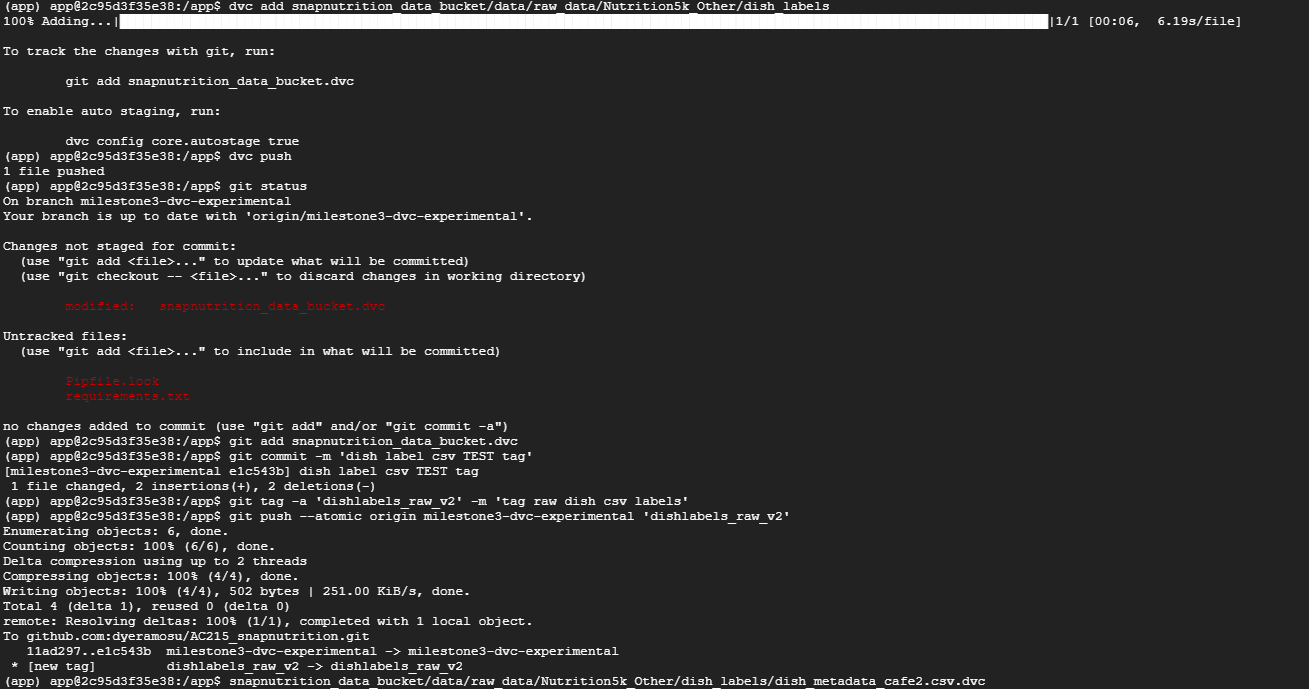 (app) app@2c95d3f35e38:/app$ dvc add snapnutrition_data_bucket/data/raw_data/Nutrition5k_Other/dish_labels
100% Adding...|1/1 [00:06,  6.19s/file]
To track the changes with git, run:
git add snapnutrition_data_bucket.dvc
To enable auto staging, run:
dvc config core.autostage true
(app) app@2c95d3f35e38:/app$ dvc push
1 file pushed
(app) app@2c95d3f35e38:/app$ git status
On branch milestone3-dvc-experimental
Your branch is up to date with 'origin/milestone3-dvc-experimental'.
Changes not staged for commit:
(use "git add <file>..." to update what will be committed)
(use "git checkout -- <file>..." to discard changes in working directory)
modified:   snapnutrition_data_bucket.dvc
Untracked files:
(use "git add <file>..." to include in what will be committed)
Pipfile.lock
requirements.txt
no changes added to commit (use "git add" and/or "git commit -a")
(app) app@2c95d3f35e38:/app$ git add snapnutrition_data_bucket.dvc
(app) app@2c95d3f35e38:/app$ git commit -m 'dish label csv TEST tag'
[milestone3-dvc-experimental e1c543b] dish label csv TEST tag
1 file changed, 2 insertions(+), 2 deletions(-)
(app) app@2c95d3f35e38:/app$ git tag -a 'dishlabels_raw_v2' -m 'tag raw dish csv labels'
(app) app@2c95d3f35e38:/app$ git push --atomic origin milestone3-dvc-experimental 'dishlabels_raw_v2'
Enumerating objects: 6, done.
Counting objects: 100% (6/6), done.
Delta compression using up to 2 threads
Compressing objects: 100% (4/4), done.
Writing objects: 100% (4/4), 502 bytes | 251.00 KiB/s, done.
Total 4 (delta 1), reused 0 (delta 0)
remote: Resolving deltas: 100% (1/1), completed with 1 local object.
To github.com:dyeramosu/AC215_snapnutrition.git
11ad297..e1c543b  milestone3-dvc-experimental -> milestone3-dvc-experimental
* [new tag]         dishlabels_raw_v2 -> dishlabels_raw_v2
(app) app@2c95d3f35e38:/app$ snapnutrition_data_bucket/data/raw_data/Nutrition5k_Other/dish_labels/dish_metadata_cafe2.csv.dvc